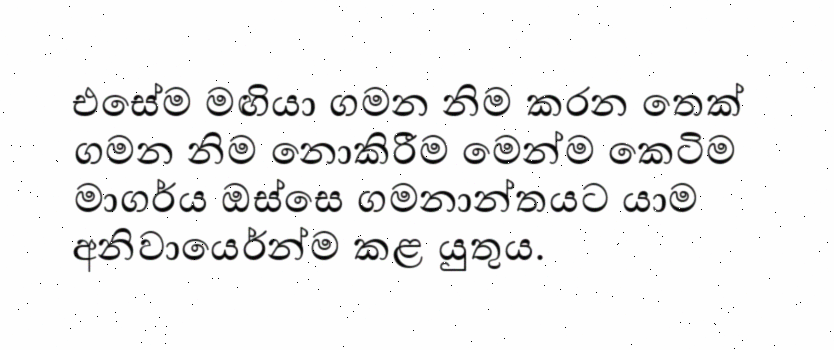 එසේම මඟියා ගමන නිම කරන තෙක්
ගමන නිම නොකිරීම මෙන්ම කෙටිම
මාගර්ය ඔස්සෙ ගමනාන්තයට යාම
අනිවායෙර්න්ම කළ යුතුය.